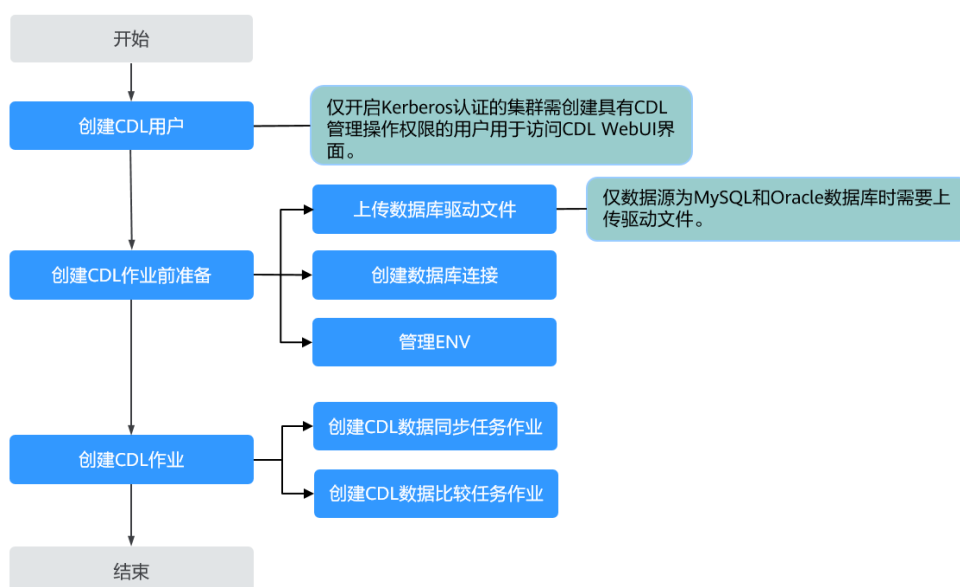 开始
创建CDL用户
仅开启Kerberos认证的集群需创建具有CDL
管理操作权限的用户用于访问CDL WebUI界
面。
上传数据库驱动文件
仅数据源为MySQL和Oracle数据库时需要上
传驱动文件。
创建CDL作业前准备
创建数据库连接
管理ENV
创建CDL数据同步任务作业
创建CDL作业
创建CDL数据比较任务作业
结束